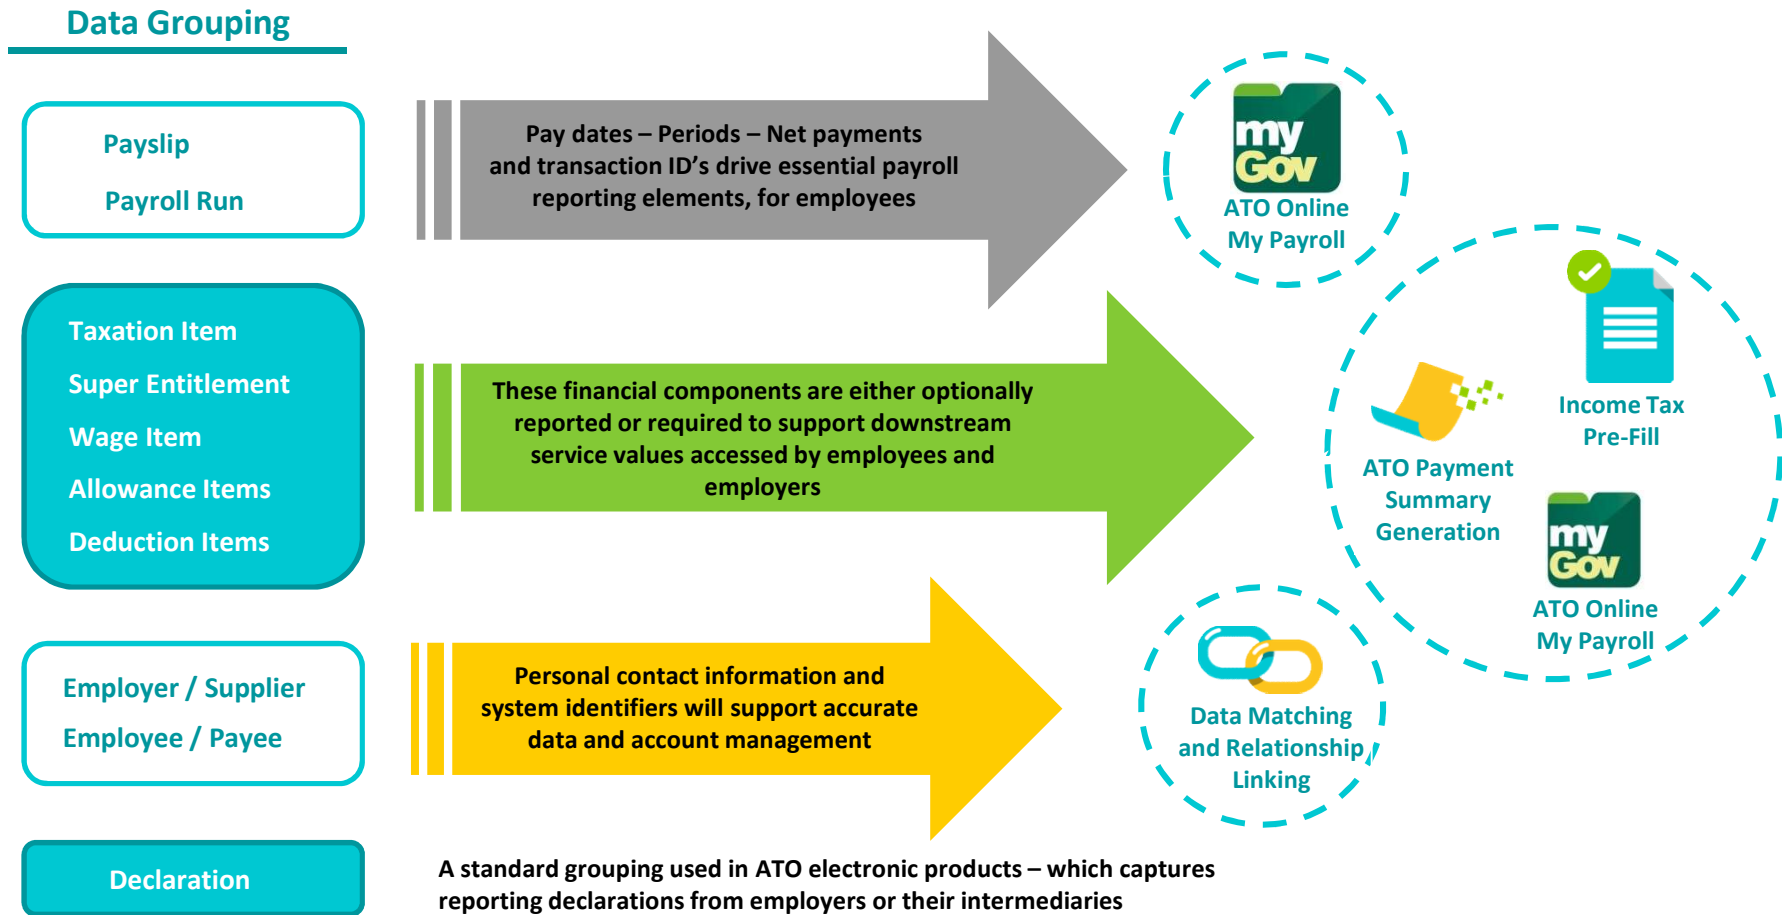 Data Grouping
Payslip
Payroll Run
Pay dates – Periods – Net payments
and transaction ID’s drive essential payroll
reporting elements, for employees
my
Gov
ATO Online
My Payroll
Taxation Item
Super Entitlement
Wage Item
Allowance Items
Deduction Items
These financial components are either optionally
reported or required to support downstream
service values accessed by employees and
employers
Income Tax
Pre-Fill
ATO Payment
Summary
Generation
my
Gov
ATO Online
My Payroll
Employer / Supplier
Employee / Payee
Personal contact information and
system identifiers will support accurate
data and account management
Data Matching
and Relationship
Linking
Declaration
A standard grouping used in ATO electronic products – which captures
reporting declarations from employers or their intermediaries